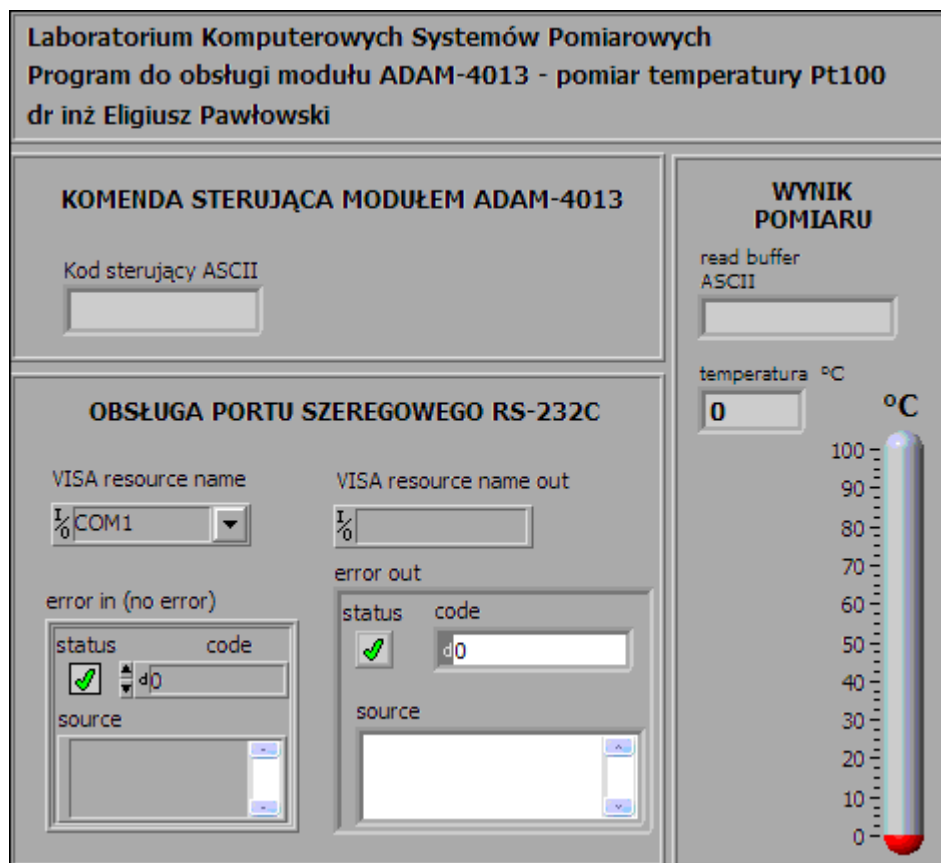 Laboratorium Komputerowych Systemów Pomiarowych
Program do obsługi modułu ADAM-4013 - pomiar temperatury Pt100
dr inż Eligiusz Pawłowski
KOMENDA STERUJĄCA MODUŁEM ADAM-4013
Kod sterujący ASCII
WYNIK
POMIARU
read buffer
ASCII
temperatura ºC
0
ºC
100
90
80
70
60
50
40
30
20
10
0
OBSŁUGA PORTU SZEREGOWEGO RS-232C
VISA resource name
I/O COM1
VISA resource name out
I/O
error in (no error)
status code
d0
source
error out
status code
d0
source